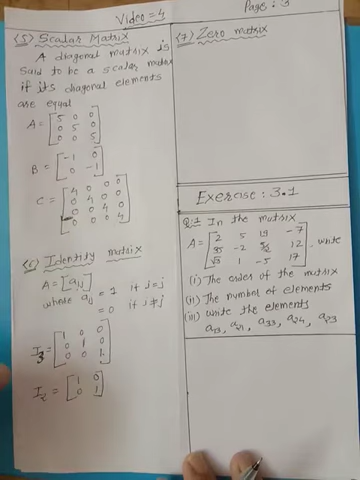 Video = 4
Page : 3
(5) Scalar Matrix
A diagonal matrix is
said to be a scalar matrix
if its diagonal elements
are equal
A = [5 0 0
0 5 0
0 0 5]
B = [-1 0
0 -1]
C = [4 0 0 0
0 4 0 0
0 0 4 0
0 0 0 4]
(6) Identity matrix
A = [aij]
where aij = 1 if i=j
= 0 if i≠j
I3 = [1 0 0
0 1 0
0 0 1]
I2 = [1 0
0 1]
(7) Zero matrix
Exercise : 3.1
Q:1 In the matrix
A = [2 5 19 -7
35 -2 5/2 12
√3 1 -5 17], write
(i) The order of the matrix
(ii) The number of elements
(iii) write the elements
a13, a21, a33, a24, a23